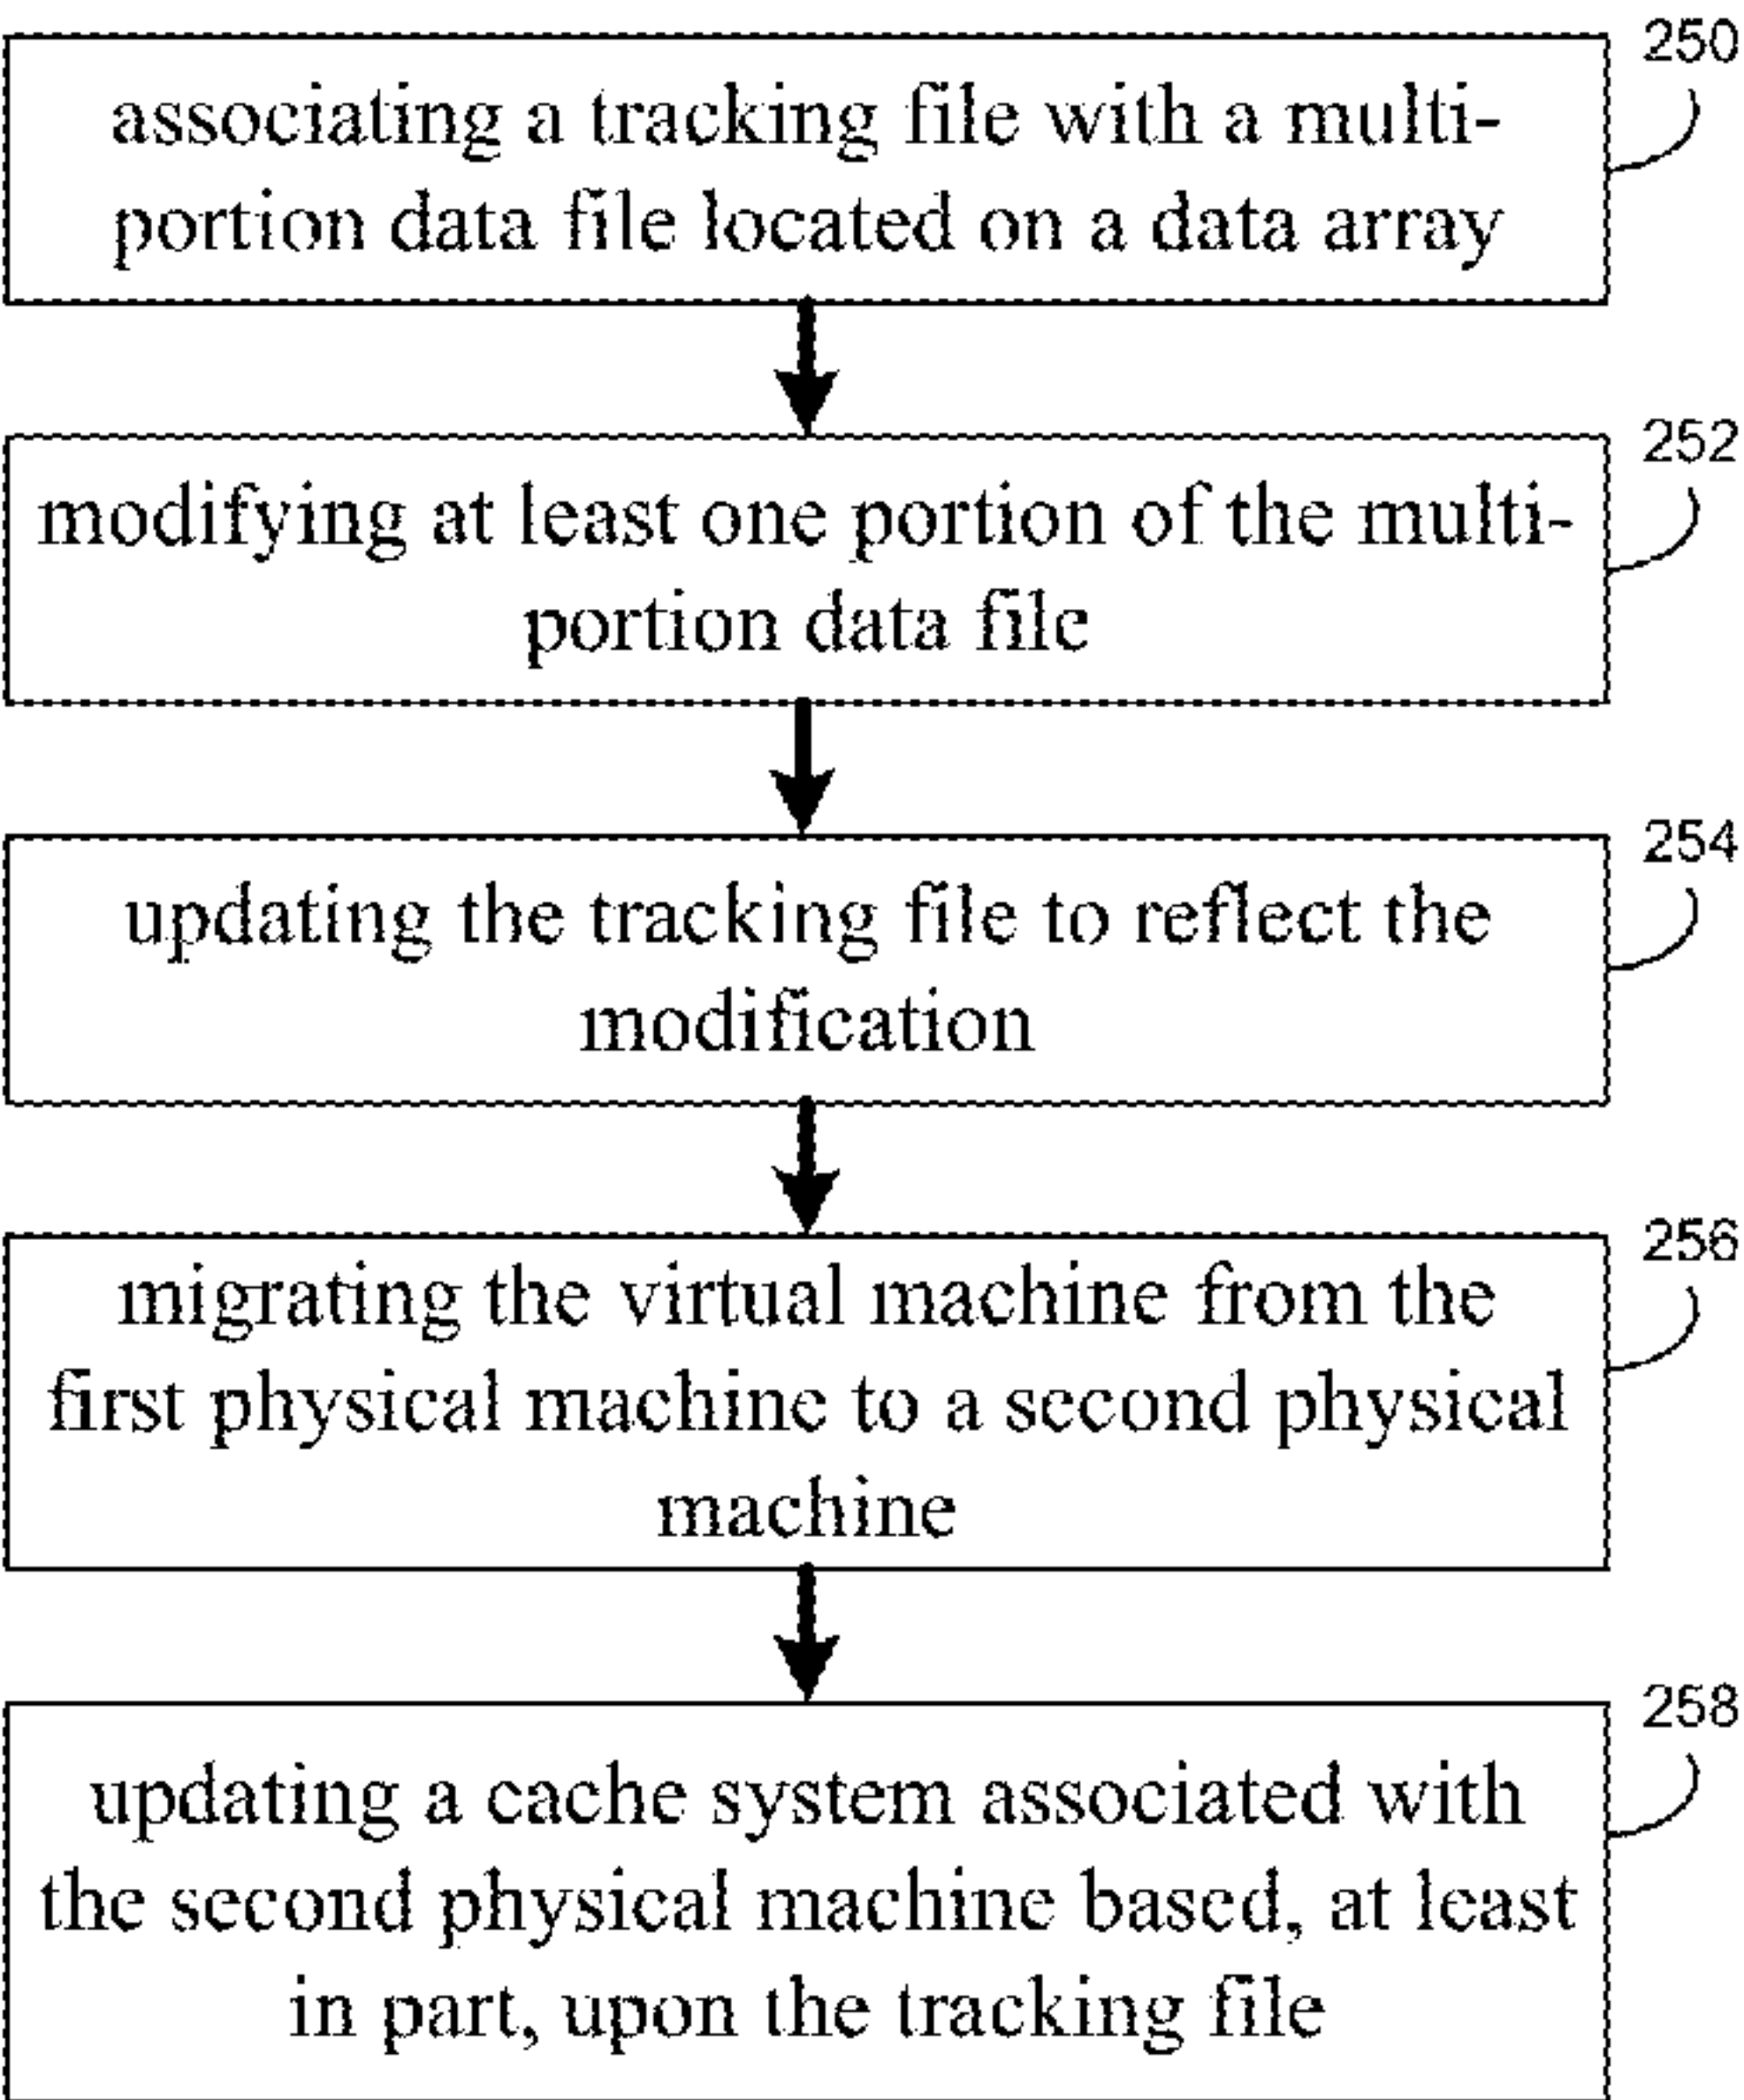 250
associating a tracking file with a multi-
portion data file located on a data array
252
modifying at least one portion of the multi-
portion data file
254
updating the tracking file to reflect the
modification
256
migrating the virtual machine from the
first physical machine to a second physical
machine
258
updating a cache system associated with
the second physical machine based, at least
in part, upon the tracking file